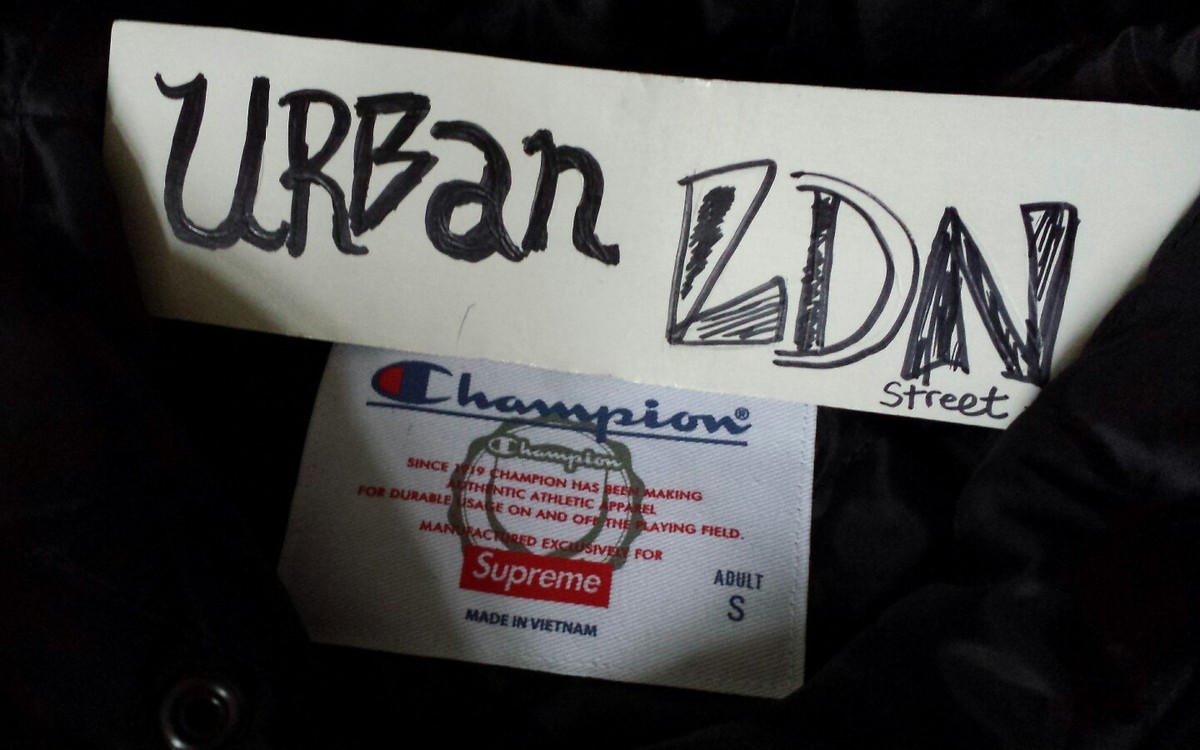 URBan LDN
Street
Champion®
Champion
SINCE 1919 CHAMPION HAS BEEN MAKING
AUTHENTIC ATHLETIC APPAREL
FOR DURABLE USAGE ON AND OFF THE PLAYING FIELD.
MANUFACTURED EXCLUSIVELY FOR
Supreme
ADULT
S
MADE IN VIETNAM